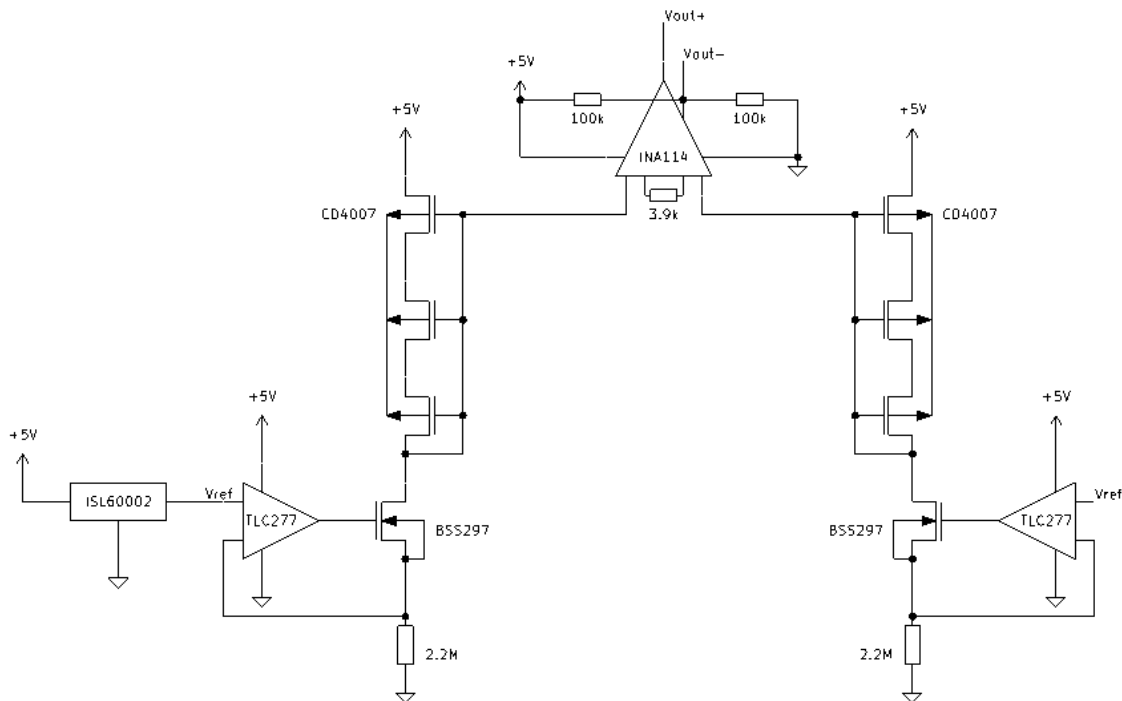 Vout+
Vout-
+5V
100k
100k
INA114
3.9k
+5V
+5V
CD4007
CD4007
+5V
+5V
+5V
ISL60002
Vref
TLC277
BSS297
BSS297
TLC277
Vref
2.2M
2.2M